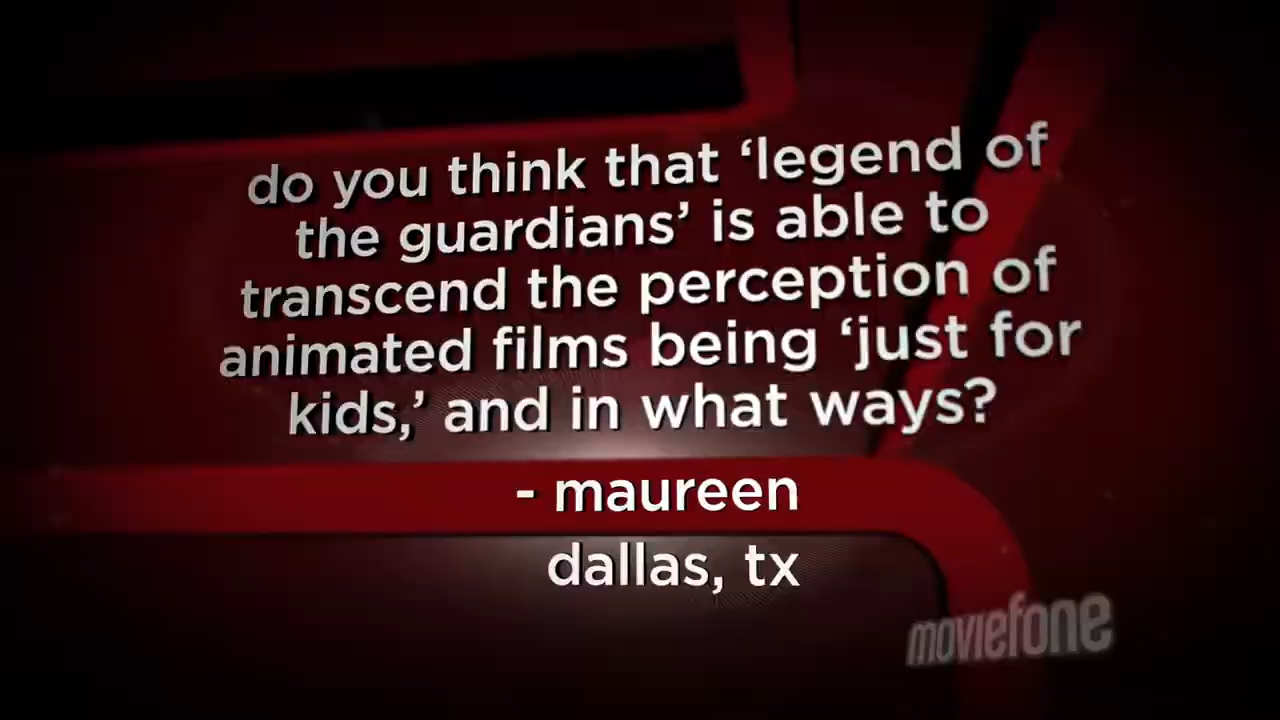 do you think that ‘legend of
the guardians’ is able to
transcend the perception of
animated films being ‘just for
kids,’ and in what ways?
- maureen
dallas, tx
moviefone